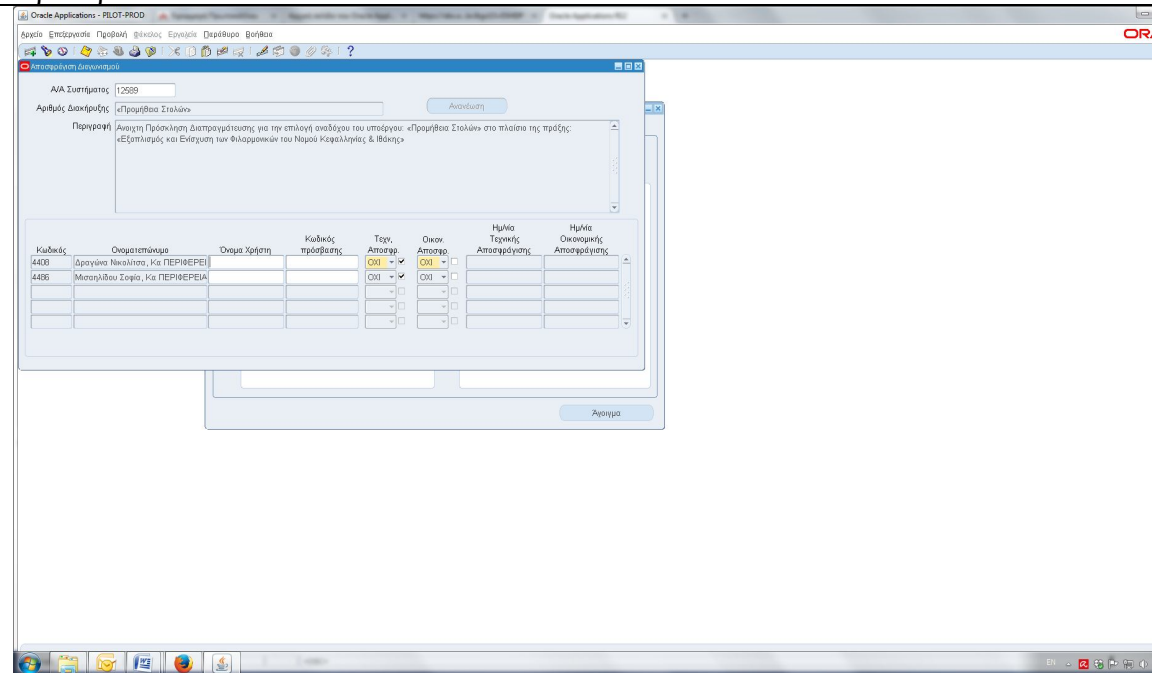 Oracle Applications - PILOT-PROD
Αρχείο Επεξεργασία Προβολή Φάκελος Εργαλεία Παράθυρο Βοήθεια
ORA
Αποσφράγιση Διαγωνισμού
Α/Α Συστήματος 12589
Αριθμός Διακήρυξης «Προμήθεια Στολών» Ανανέωση
Περιγραφή Ανοιχτη Πρόσκληση Διαπραγμάτευσης για την επιλογή αναδόχου του υποέργου: «Προμήθεια Στολών» στο πλαίσιο της πράξης:
«Εξοπλισμός και Ενίσχυση των Φιλαρμονικών του Νομού Κεφαλληνίας & Ιθάκης»
Κωδικός Ονοματεπώνυμο Όνομα Χρήστη Κωδικός πρόσβασης Τεχν. Αποσφρ. Οικον. Αποσφρ. Ημ/νία Τεχνικής Αποσφράγισης Ημ/νία Οικονομικής Αποσφράγισης
4408 Δραγώνα Νικολίτσα, Κα ΠΕΡΙΦΕΡΕΙ ΟΧΙ ΟΧΙ
4486 Μισαηλίδου Σοφία, Κα ΠΕΡΙΦΕΡΕΙΑ ΟΧΙ ΟΧΙ
Άνοιγμα
EN